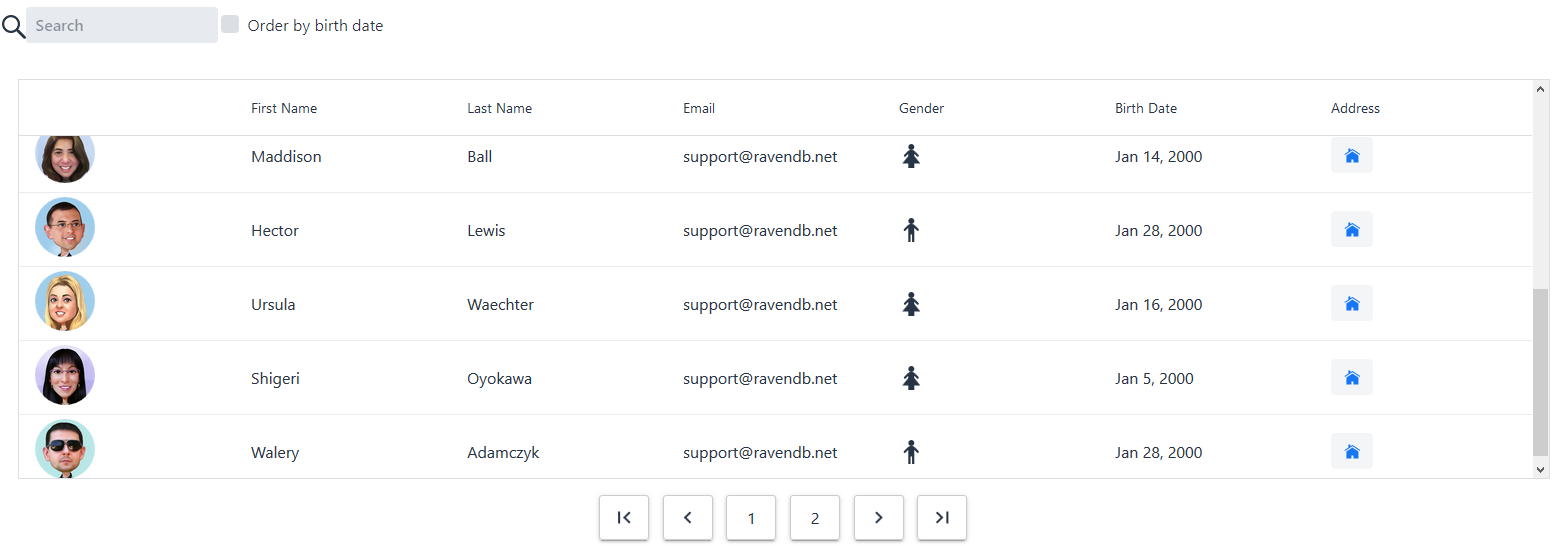 Search Order by birth date
First Name Last Name Email Gender Birth Date Address
Maddison Ball support@ravendb.net Jan 14, 2000
Hector Lewis support@ravendb.net Jan 28, 2000
Ursula Waechter support@ravendb.net Jan 16, 2000
Shigeri Oyokawa support@ravendb.net Jan 5, 2000
Walery Adamczyk support@ravendb.net Jan 28, 2000
1 2